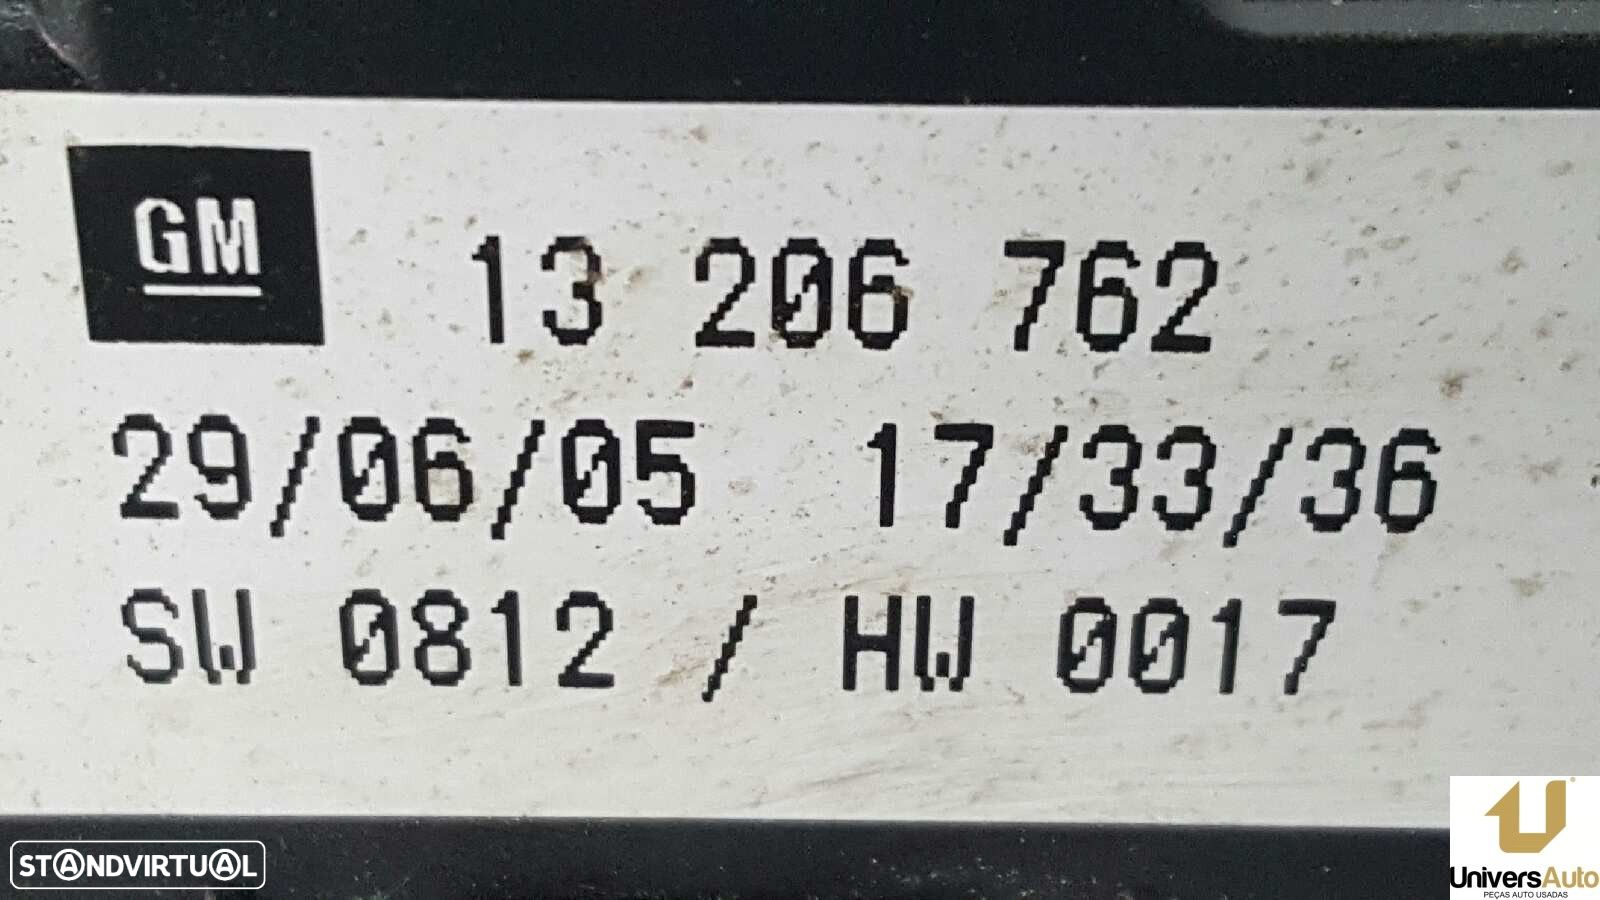 GM
13 206 762
29/06/05 17/33/36
SW 0812 / HW 0017
STANDVIRTUAL
UniversAuto
PEÇAS AUTO USADAS